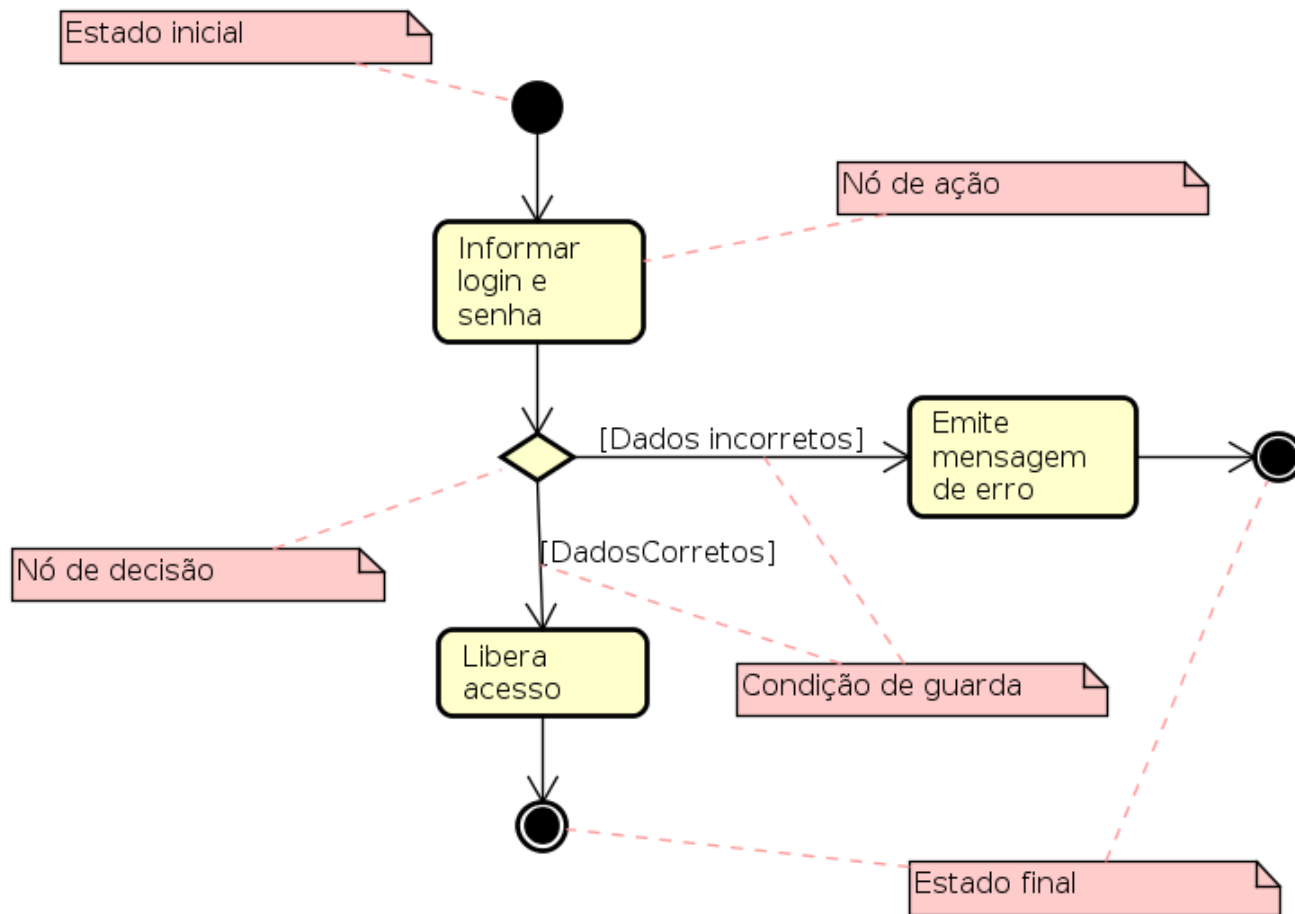 Estado inicial
Nó de ação
Informar
login e
senha
[Dados incorretos]
Emite
mensagem
de erro
Nó de decisão
[DadosCorretos]
Libera
acesso
Condição de guarda
Estado final